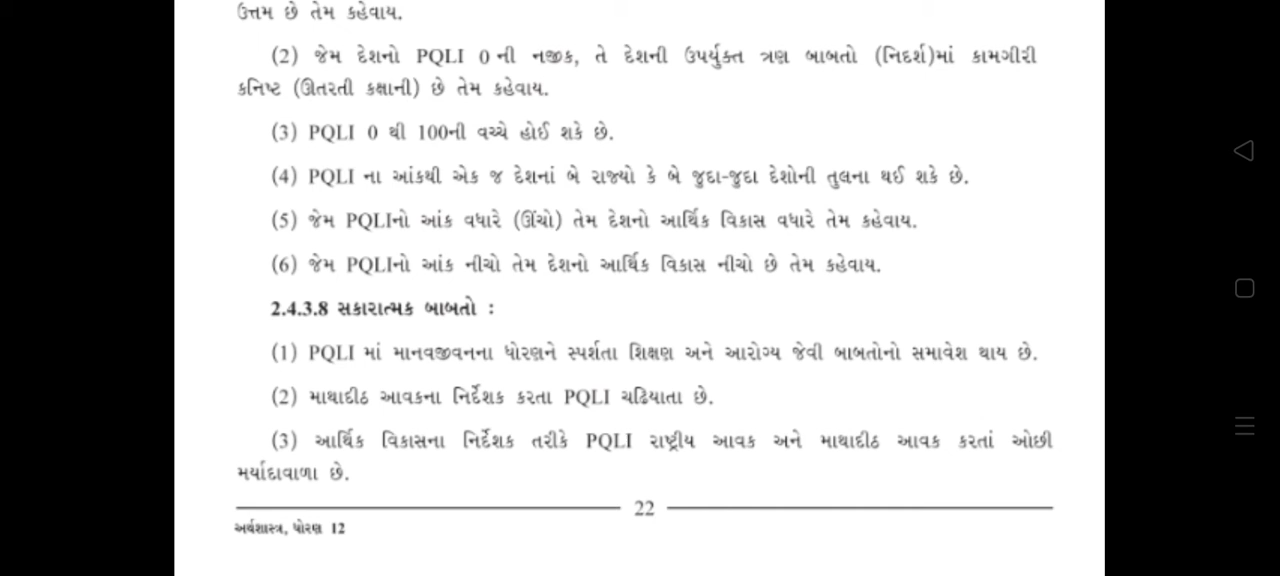 ઉત્તમ છે તેમ કહેવાય.
(2) જેમ દેશનો PQLI 0 ની નજીક, તે દેશની ઉપર્યુક્ત ત્રણ બાબતો (નિદર્શ)માં કામગીરી
કનિષ્ટ (ઊતરતી કક્ષાની) છે તેમ કહેવાય.
(3) PQLI 0 થી 100ની વચ્ચે હોઈ શકે છે.
(4) PQLI ના આંકથી એક જ દેશનાં બે રાજ્યો કે બે જુદા-જુદા દેશોની તુલના થઈ શકે છે.
(5) જેમ PQLIનો આંક વધારે (ઊંચો) તેમ દેશનો આર્થિક વિકાસ વધારે તેમ કહેવાય.
(6) જેમ PQLIનો આંક નીચો તેમ દેશનો આર્થિક વિકાસ નીચો છે તેમ કહેવાય.
2.4.3.8 સકારાત્મક બાબતો :
(1) PQLI માં માનવજીવનના ધોરણને સ્પર્શતા શિક્ષણ અને આરોગ્ય જેવી બાબતોનો સમાવેશ થાય છે.
(2) માથાદીઠ આવકના નિર્દેશક કરતા PQLI ચઢિયાતા છે.
(3) આર્થિક વિકાસના નિર્દેશક તરીકે PQLI રાષ્ટ્રીય આવક અને માથાદીઠ આવક કરતાં ઓછી
મર્યાદાવાળા છે.
22
અર્થશાસ્ત્ર, ધોરણ 12